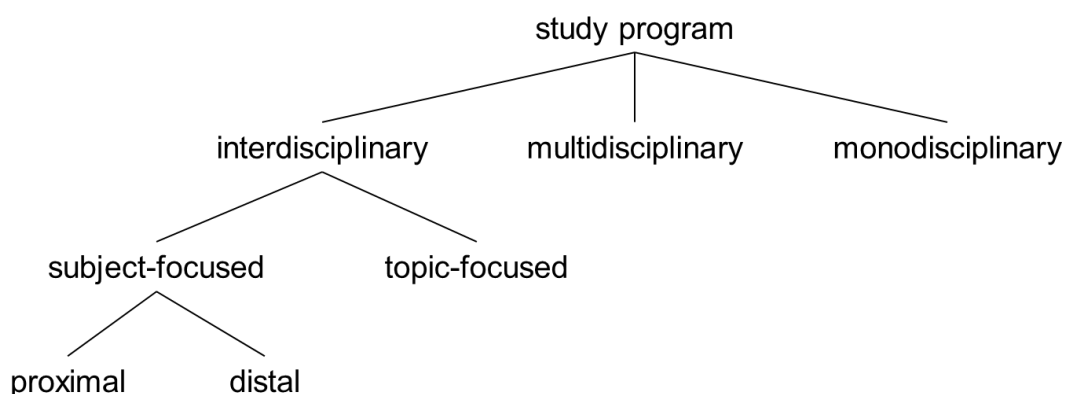 study program
interdisciplinary multidisciplinary monodisciplinary
subject-focused topic-focused
proximal distal